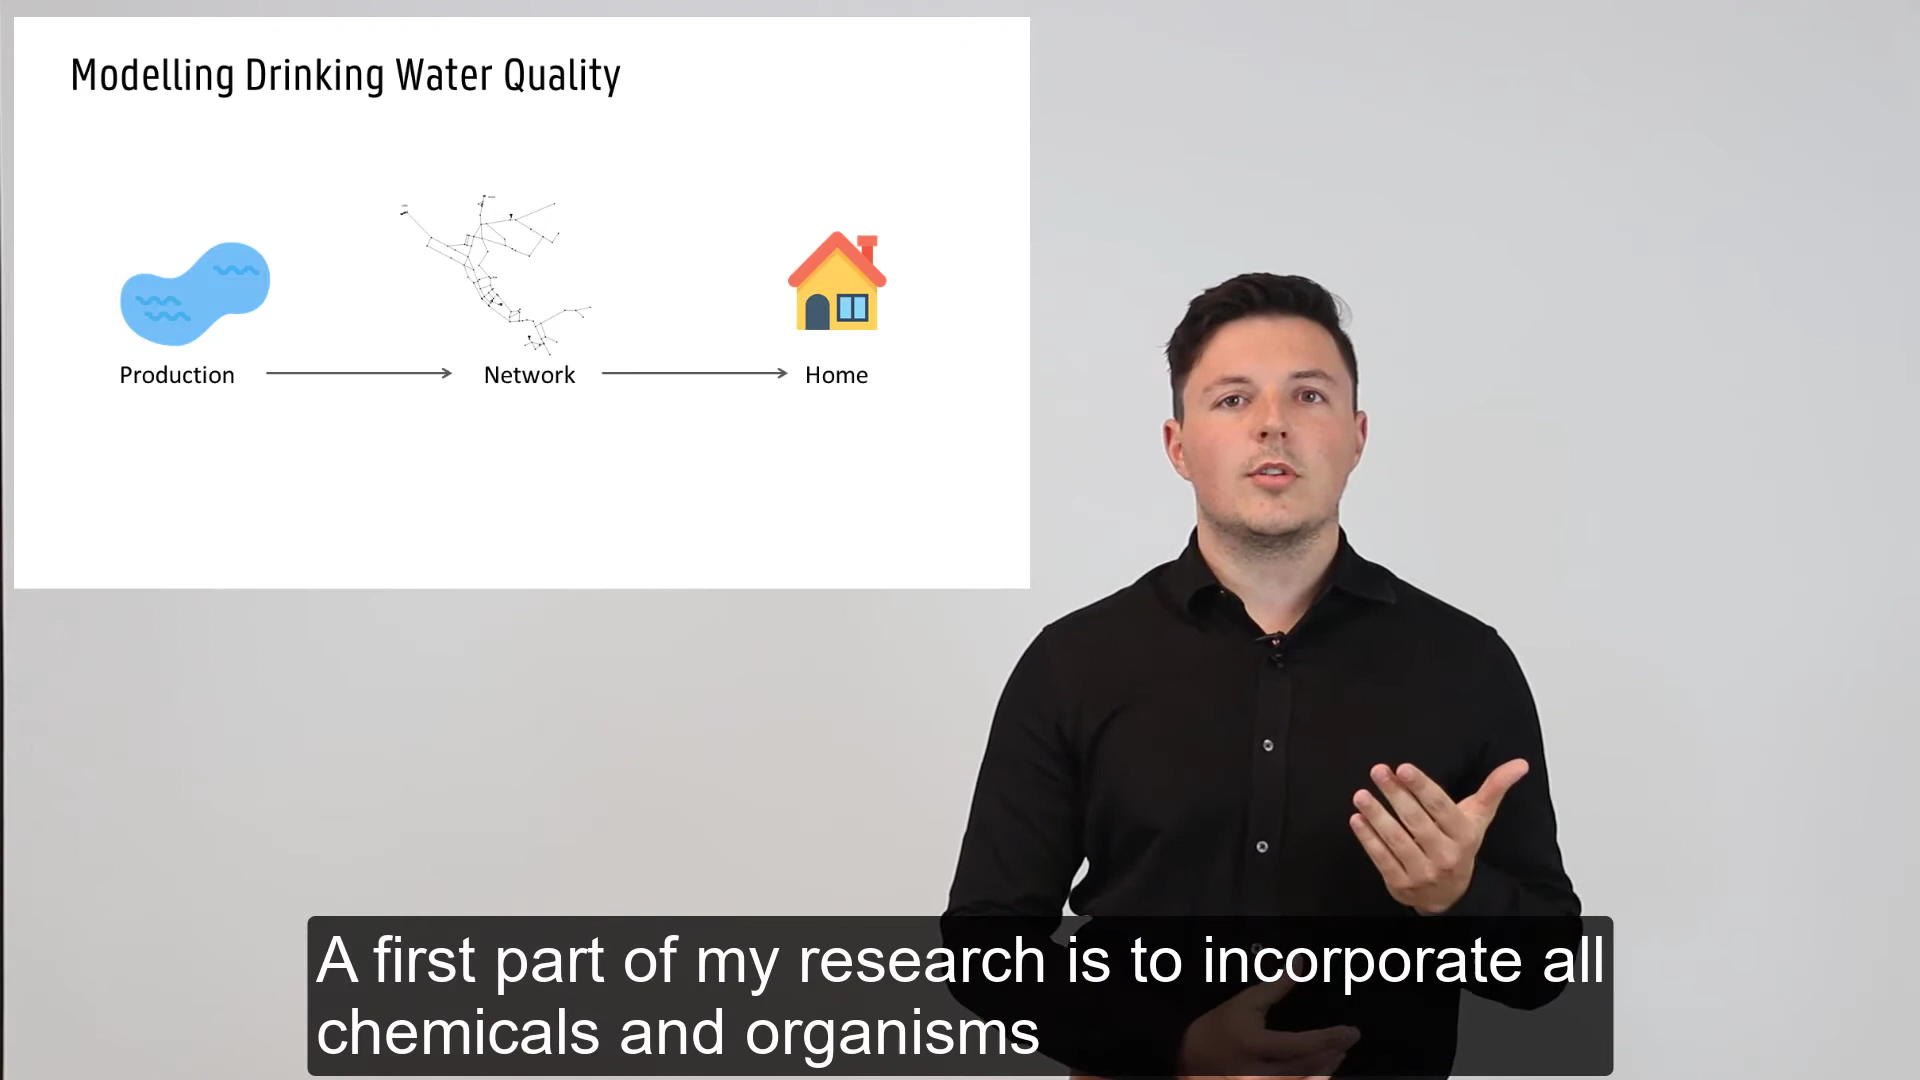 Modelling Drinking Water Quality
Production
Network
Home
A first part of my research is to incorporate all
chemicals and organisms